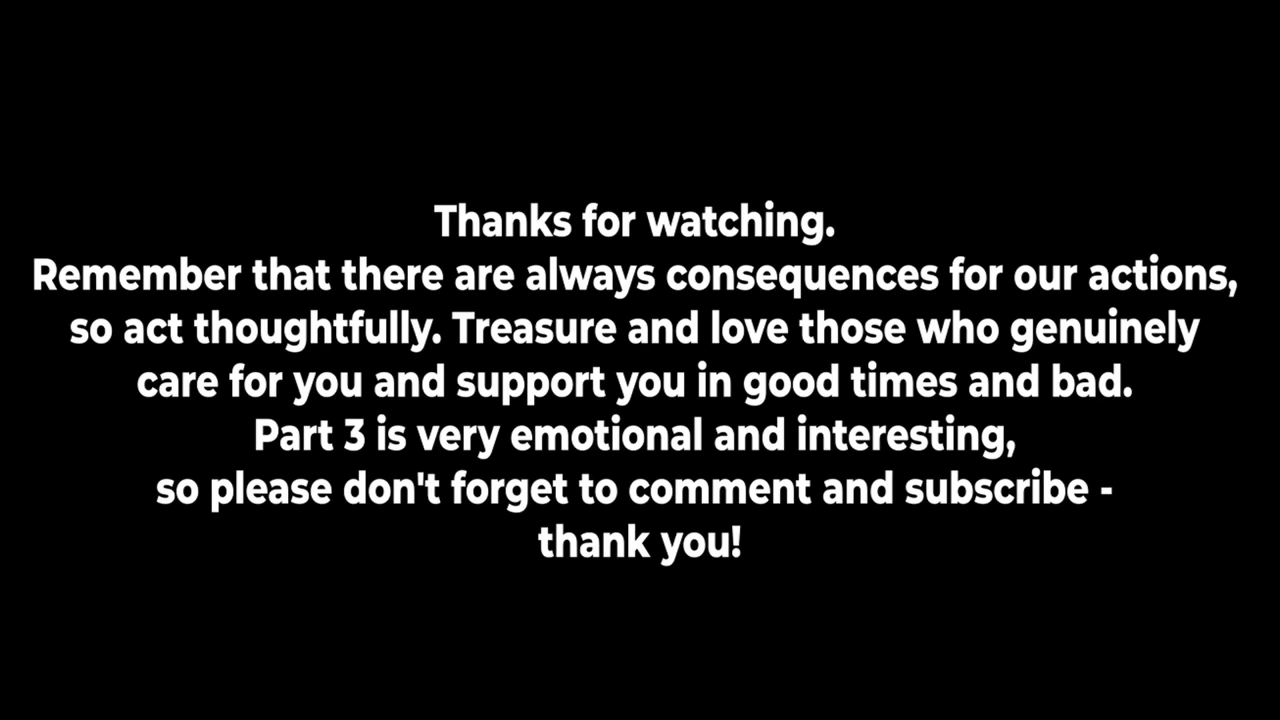 Thanks for watching.
Remember that there are always consequences for our actions,
so act thoughtfully. Treasure and love those who genuinely
care for you and support you in good times and bad.
Part 3 is very emotional and interesting,
so please don't forget to comment and subscribe -
thank you!